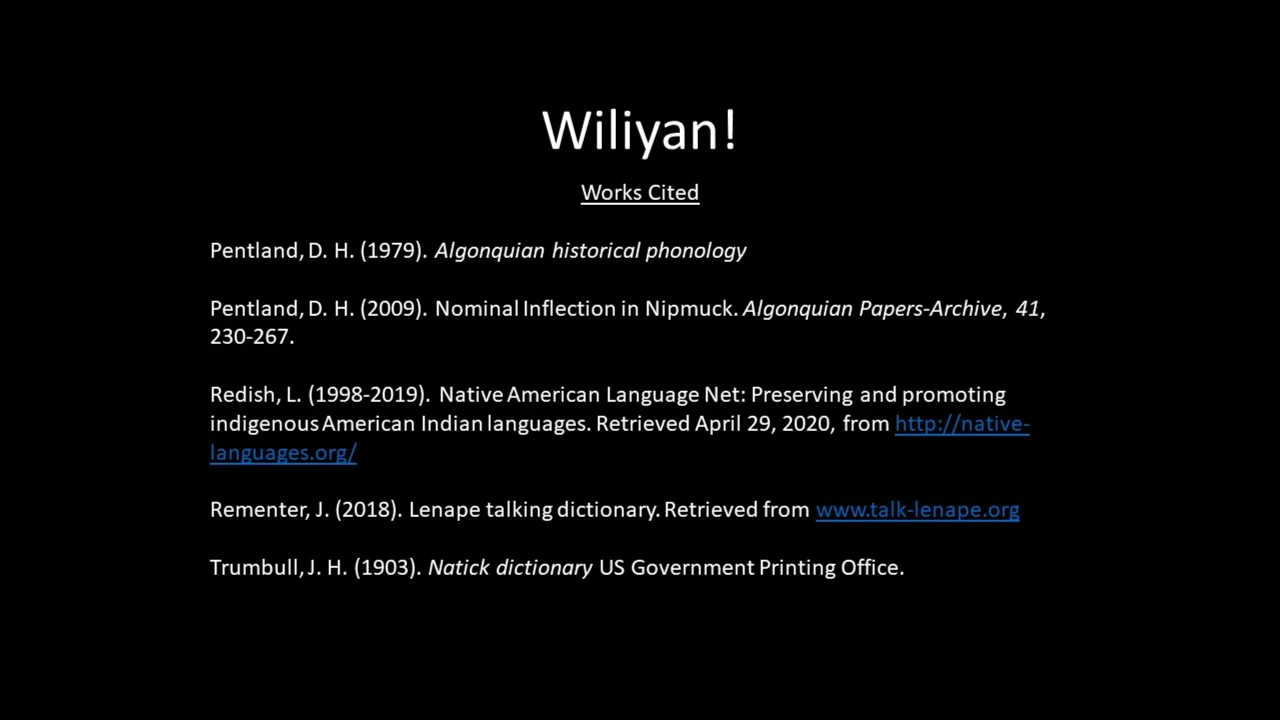 Wiliyan!
Works Cited
Pentland, D. H. (1979). Algonquian historical phonology
Pentland, D. H. (2009). Nominal Inflection in Nipmuck. Algonquian Papers-Archive, 41,
230-267.
Redish, L. (1998-2019). Native American Language Net: Preserving and promoting
indigenous American Indian languages. Retrieved April 29, 2020, from http://native-
languages.org/
Rementer, J. (2018). Lenape talking dictionary. Retrieved from www.talk-lenape.org
Trumbull, J. H. (1903). Natick dictionary US Government Printing Office.